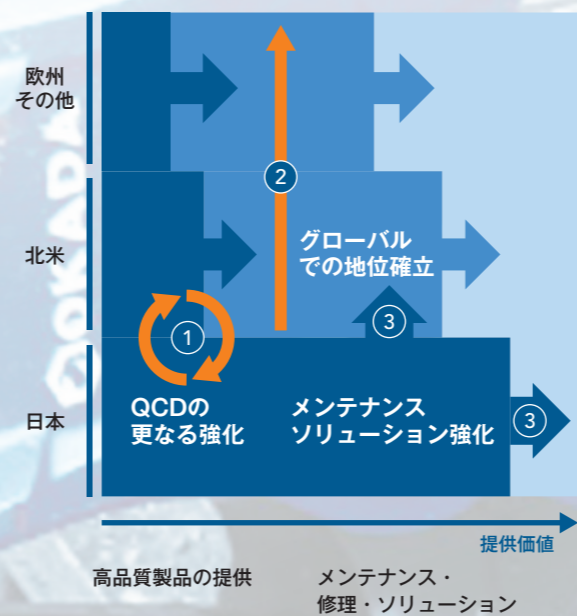 欧州
その他
②
北米
グローバル
での地位確立
①
③
日本
QCDの
更なる強化
メンテナンス
ソリューション強化
③
提供価値
高品質製品の提供
メンテナンス・
修理・ソリューション
OKADA